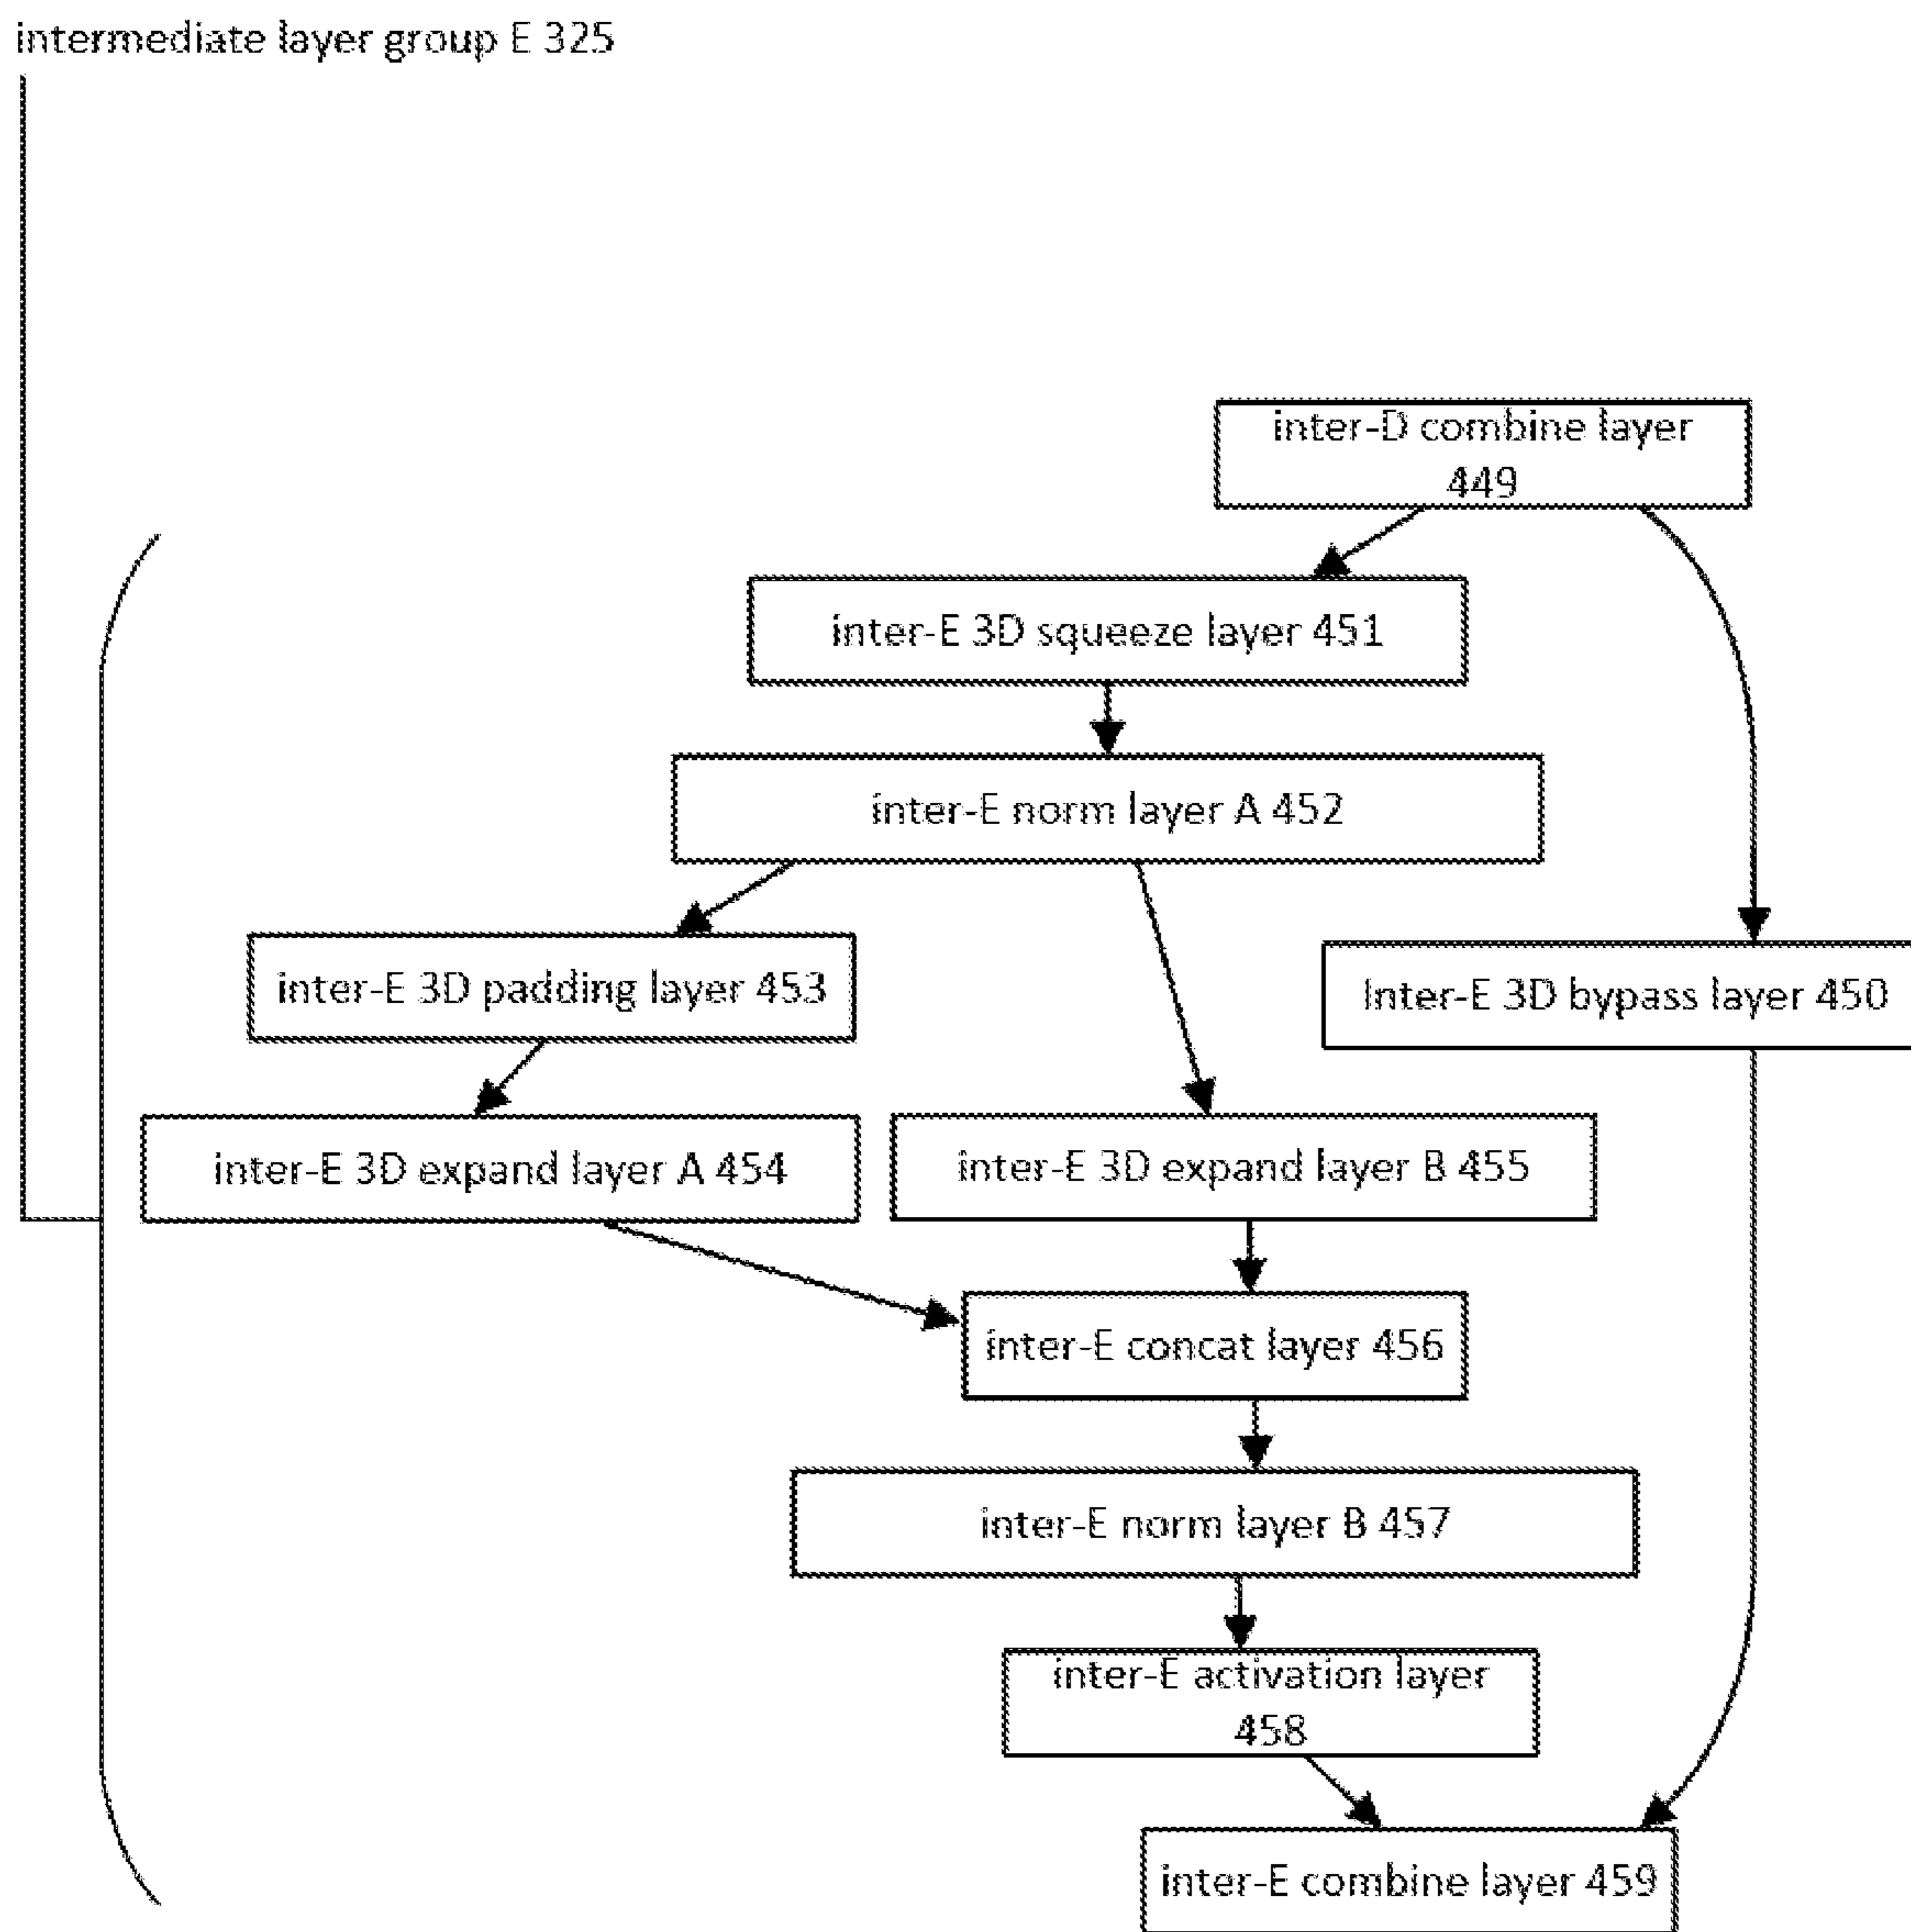 intermediate layer group E 325
inter-D combine layer
449
inter-E 3D squeeze layer 451
inter-E norm layer A 452
inter-E 3D padding layer 453
Inter-E 3D bypass layer 450
inter-E 3D expand layer A 454
inter-E 3D expand layer B 455
inter-E concat layer 456
inter-E norm layer B 457
inter-E activation layer
458
inter-E combine layer 459